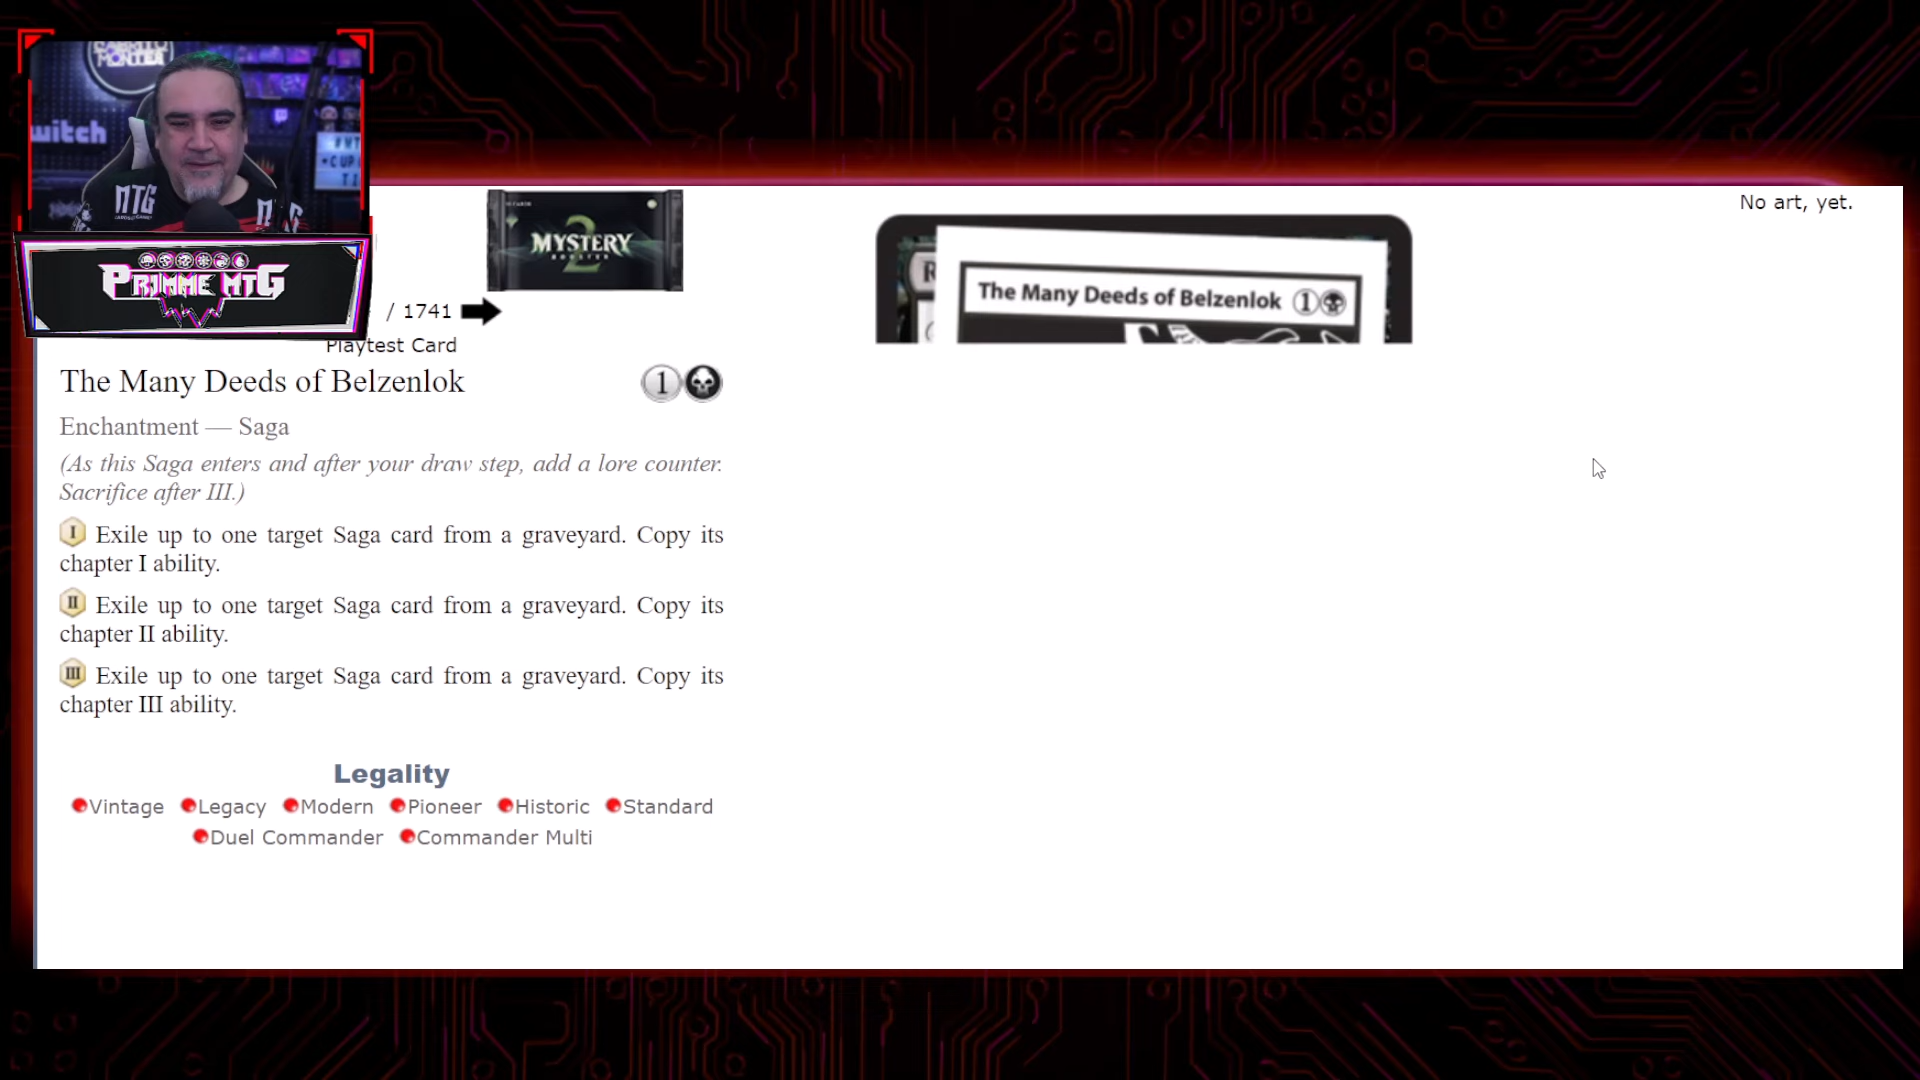 witch
MTG
PRIMME MTG
MYSTERY
2
BOOSTER
/ 1741
Playtest Card
The Many Deeds of Belzenlok
1
Enchantment — Saga
(As this Saga enters and after your draw step, add a lore counter.
Sacrifice after III.)
I Exile up to one target Saga card from a graveyard. Copy its
chapter I ability.
II Exile up to one target Saga card from a graveyard. Copy its
chapter II ability.
III Exile up to one target Saga card from a graveyard. Copy its
chapter III ability.
Legality
Vintage Legacy Modern Pioneer Historic Standard
Duel Commander Commander Multi
The Many Deeds of Belzenlok 1
No art, yet.